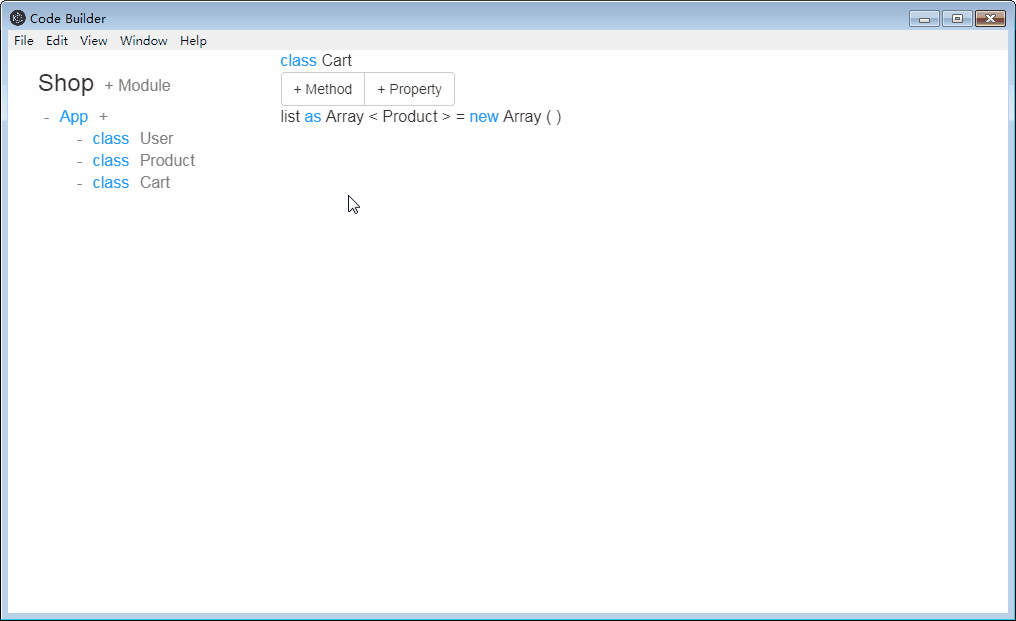 Code Builder
File Edit View Window Help
Shop + Module
- App +
- class User
- class Product
- class Cart
class Cart
+ Method + Property
list as Array < Product > = new Array ( )